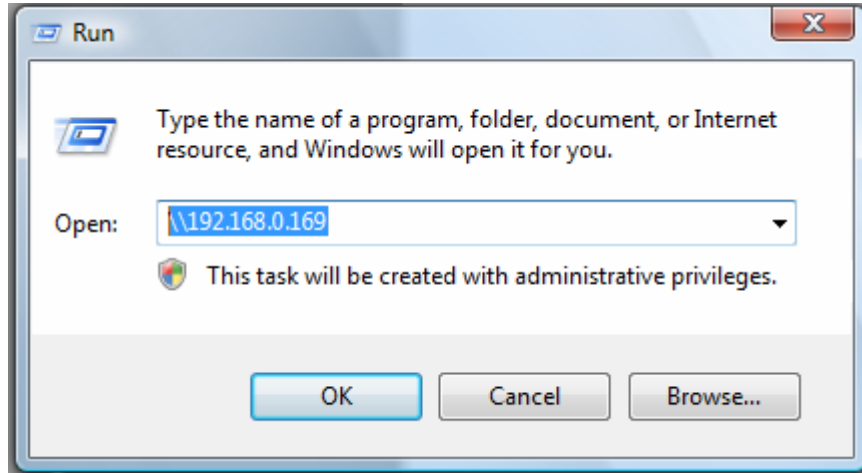 Run
Type the name of a program, folder, document, or Internet
resource, and Windows will open it for you.
Open: \\192.168.0.169
This task will be created with administrative privileges.
OK Cancel Browse...